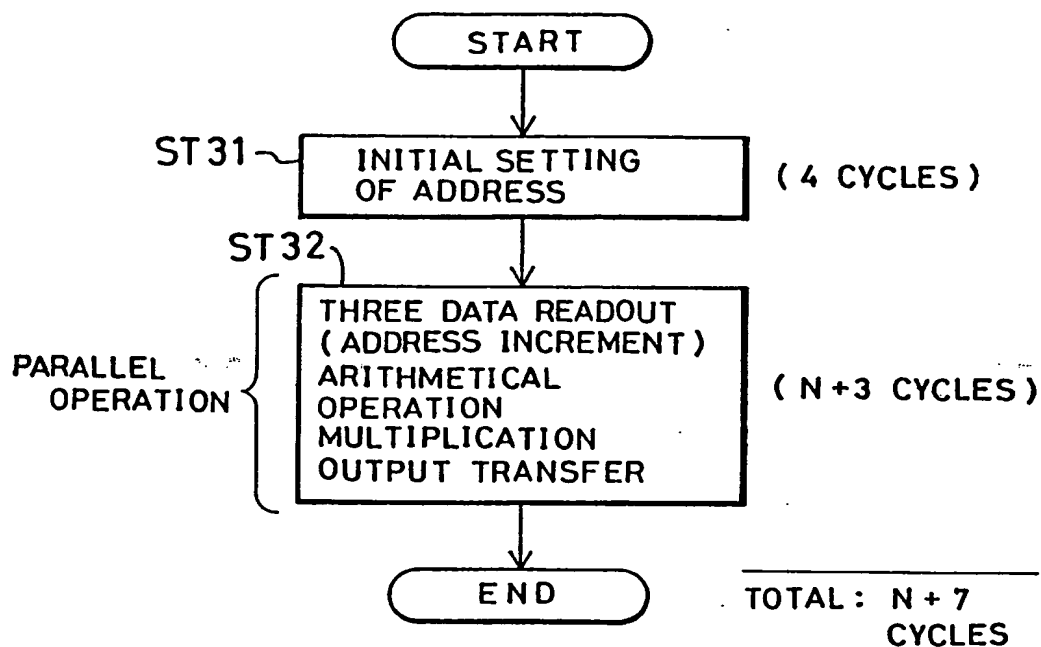 START
ST31
INITIAL SETTING
OF ADDRESS
( 4 CYCLES )
ST32
PARALLEL
OPERATION
THREE DATA READOUT
( ADDRESS INCREMENT )
ARITHMETICAL
OPERATION
MULTIPLICATION
OUTPUT TRANSFER
( N +3 CYCLES )
END
TOTAL : N + 7
CYCLES